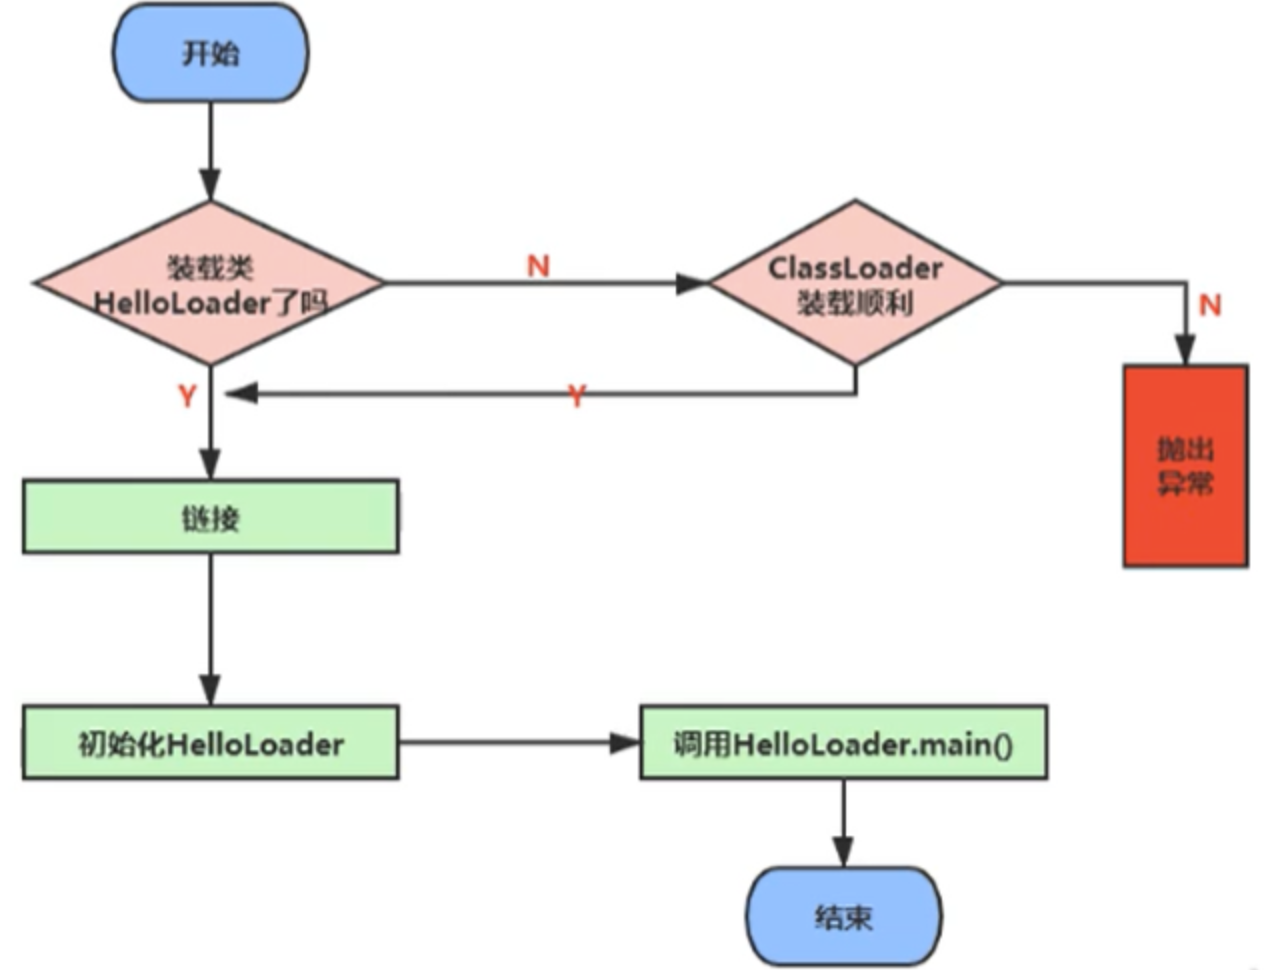 开始
装载类
HelloLoader了吗
N
ClassLoader
装载顺利
N
Y
Y
抛出
异常
链接
初始化HelloLoader
调用HelloLoader.main()
结束